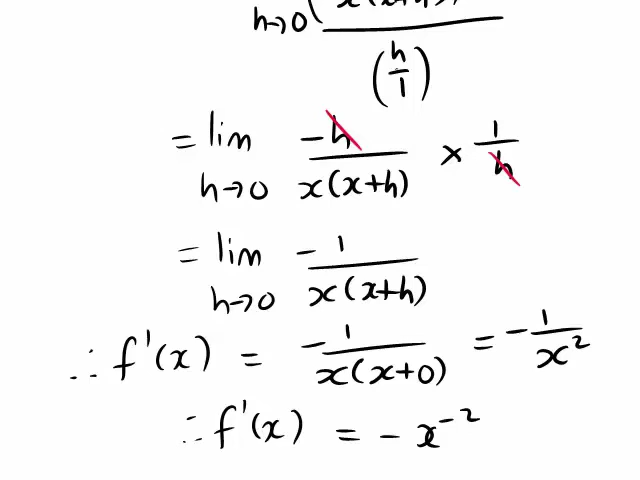 h→0
(h/1)
= lim h→0 -h/x(x+h) × 1/h
= lim h→0 -1/x(x+h)
∴ f'(x) = -1/x(x+0) = -1/x²
∴ f'(x) = -x⁻²